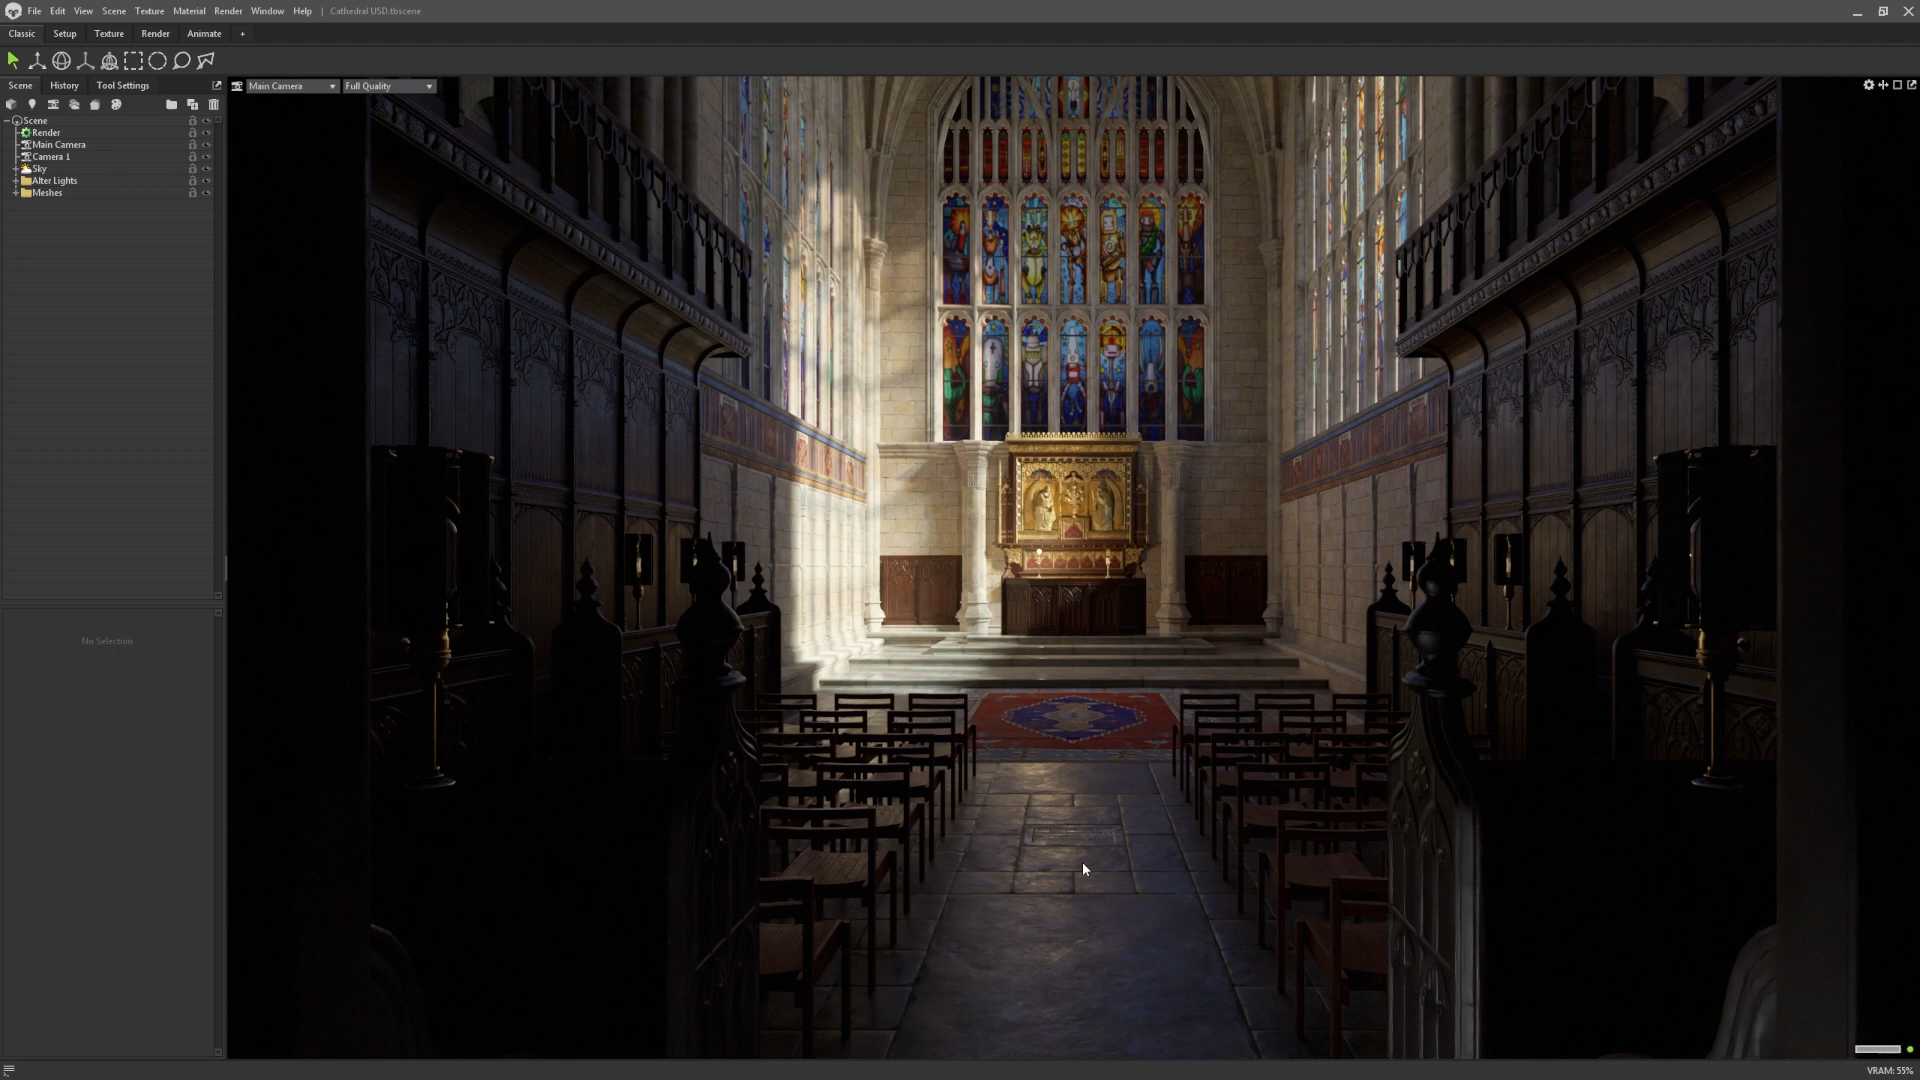 File Edit View Scene Texture Material Render Window Help | Cathedral USD.tbscene
Classic Setup Texture Render Animate +
Scene History Tool Settings
Main Camera Full Quality
Scene
Render
Main Camera
Camera 1
Sky
Alter Lights
Meshes
No Selection
VRAM: 55%